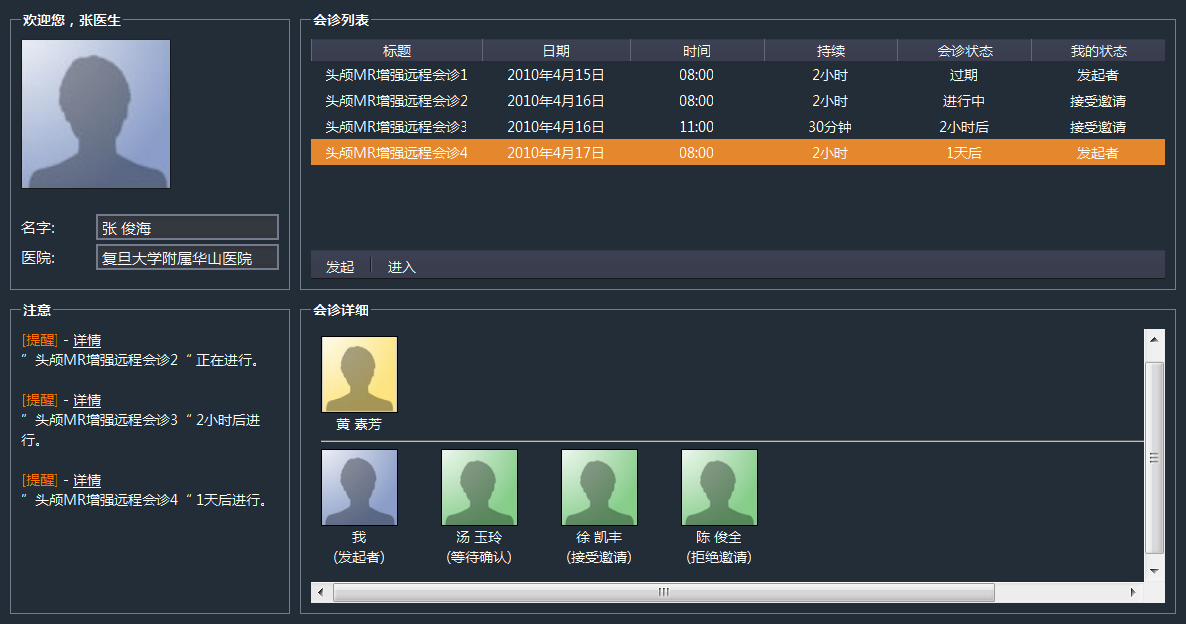 欢迎您，张医生
名字:
张 俊海
医院:
复旦大学附属华山医院
会诊列表
标题 日期 时间 持续 会诊状态 我的状态
头颅MR增强远程会诊1 2010年4月15日 08:00 2小时 过期 发起者
头颅MR增强远程会诊2 2010年4月16日 08:00 2小时 进行中 接受邀请
头颅MR增强远程会诊3 2010年4月16日 11:00 30分钟 2小时后 接受邀请
头颅MR增强远程会诊4 2010年4月17日 08:00 2小时 1天后 发起者
发起 进入
注意
[提醒] - 详情
” 头颅MR增强远程会诊2 “ 正在进行。
[提醒] - 详情
” 头颅MR增强远程会诊3 “ 2小时后进
行。
[提醒] - 详情
” 头颅MR增强远程会诊4 “ 1天后进行。
会诊详细
黄 素芳
我 汤 玉玲 徐 凯丰 陈 俊全
(发起者) (等待确认) (接受邀请) (拒绝邀请)